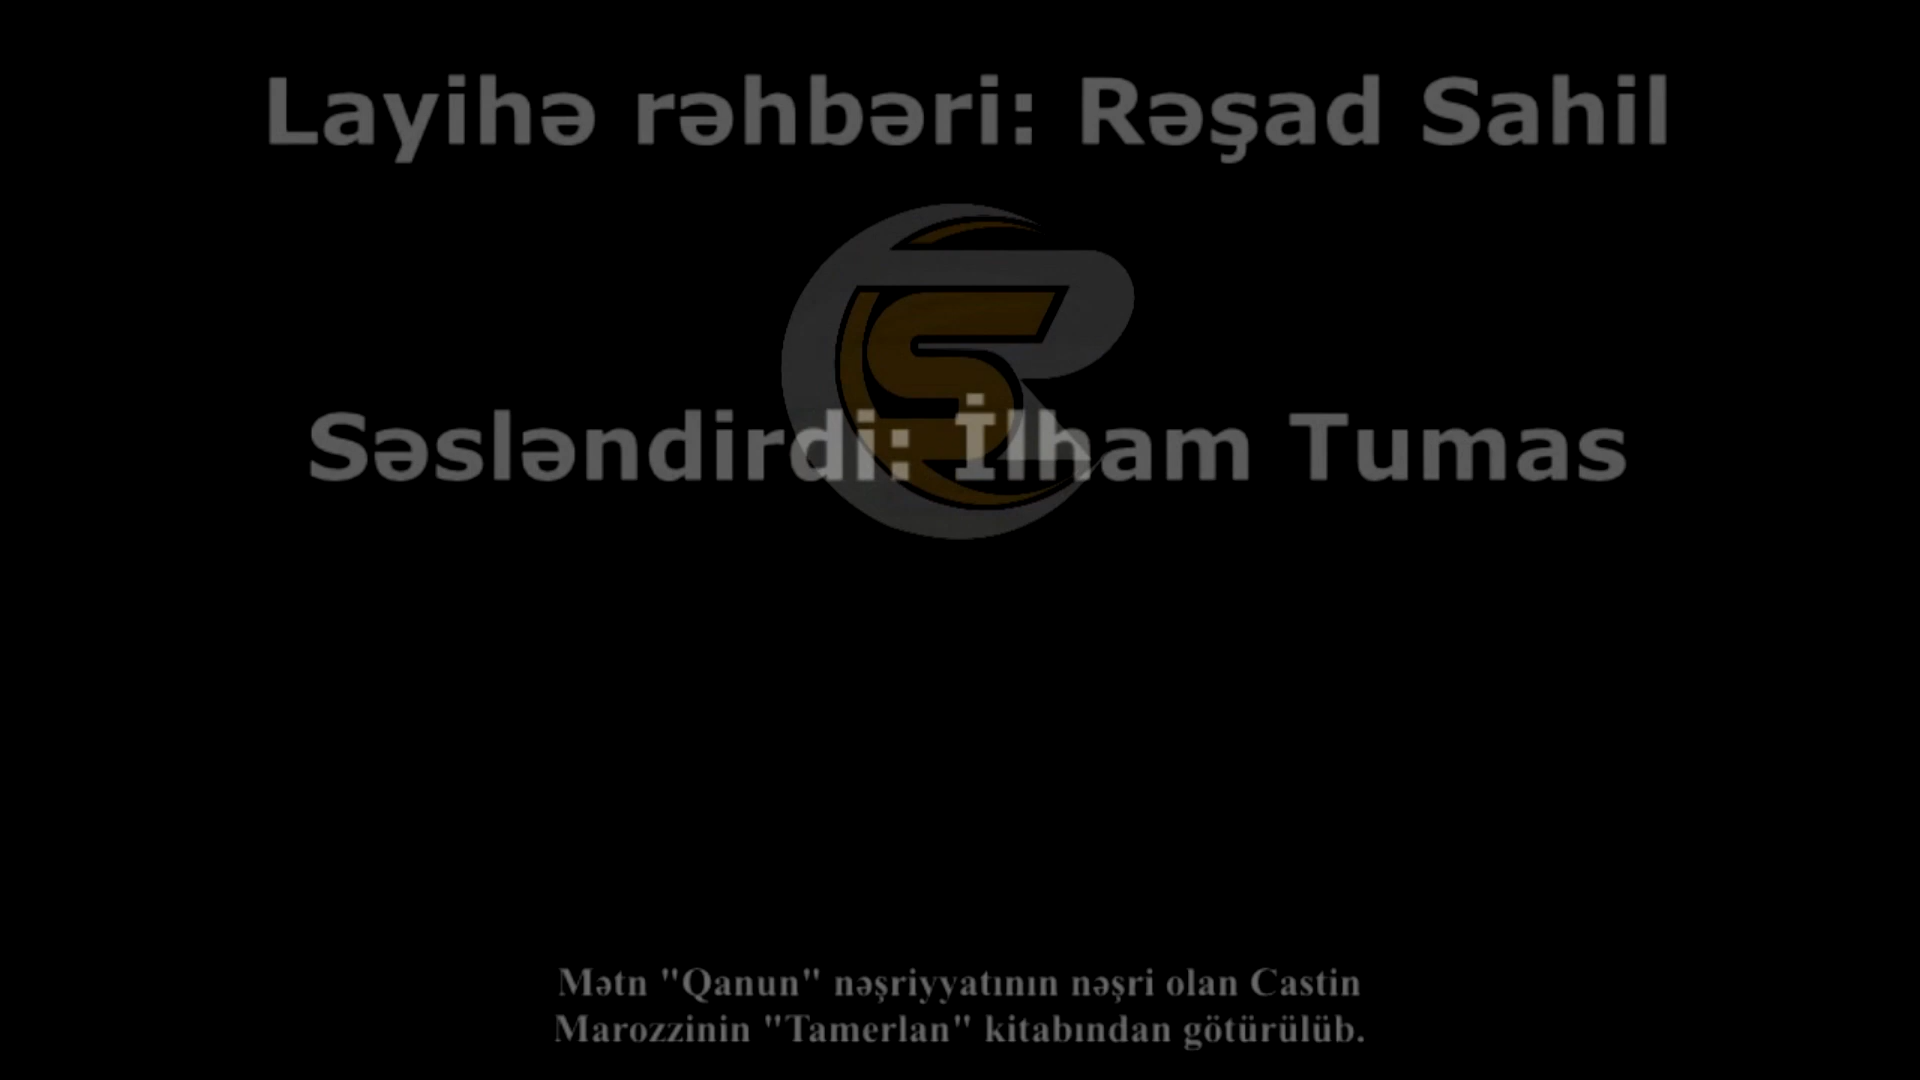 Layihə rəhbəri: Rəşad Sahil
Səsləndirdi: İlham Tumas
Mətn "Qanun" nəşriyyatının nəşri olan Castin
Marozzinin "Tamerlan" kitabından götürülüb.